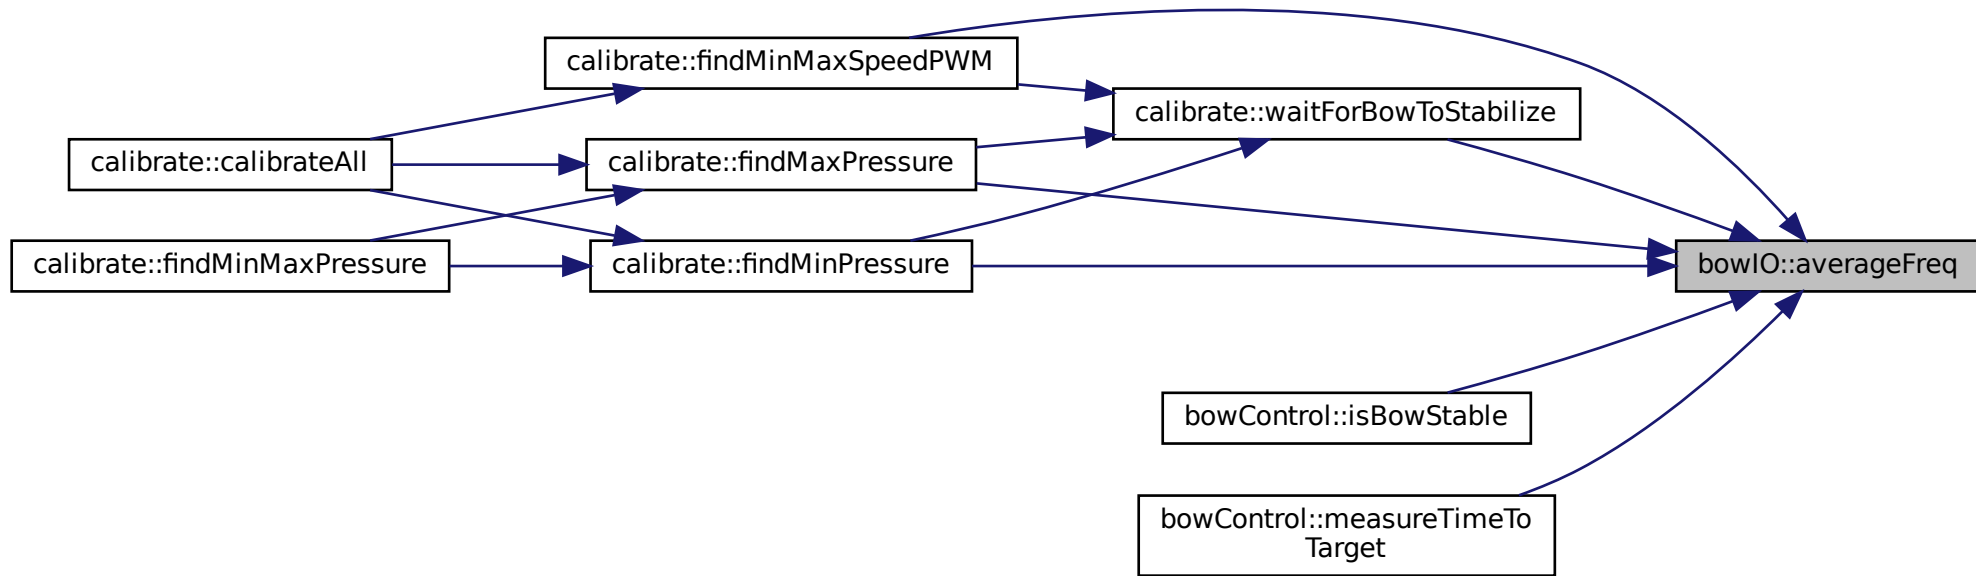 calibrate::findMinMaxSpeedPWM
calibrate::waitForBowToStabilize
calibrate::calibrateAll
calibrate::findMaxPressure
calibrate::findMinMaxPressure
calibrate::findMinPressure
bowIO::averageFreq
bowControl::isBowStable
bowControl::measureTimeTo
Target